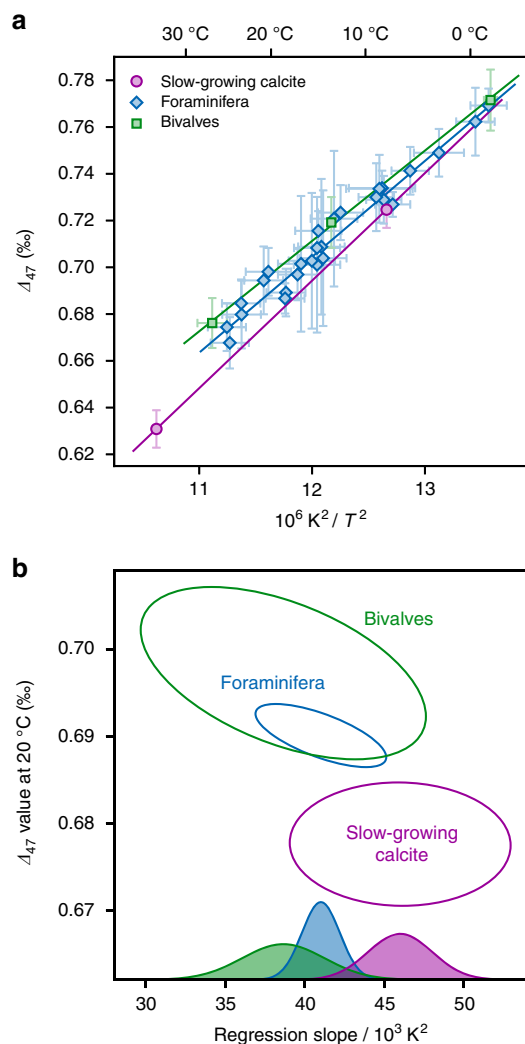 a
30 °C 20 °C 10 °C 0 °C
0.78
0.76
0.74
0.72
0.70
0.68
0.66
0.64
0.62
Δ47 (‰)
Slow-growing calcite
Foraminifera
Bivalves
11 12 13
10⁶ K² / T²
b
Δ47 value at 20 °C (‰)
0.70
0.69
0.68
0.67
Bivalves
Foraminifera
Slow-growing
calcite
30 35 40 45 50
Regression slope / 10³ K²